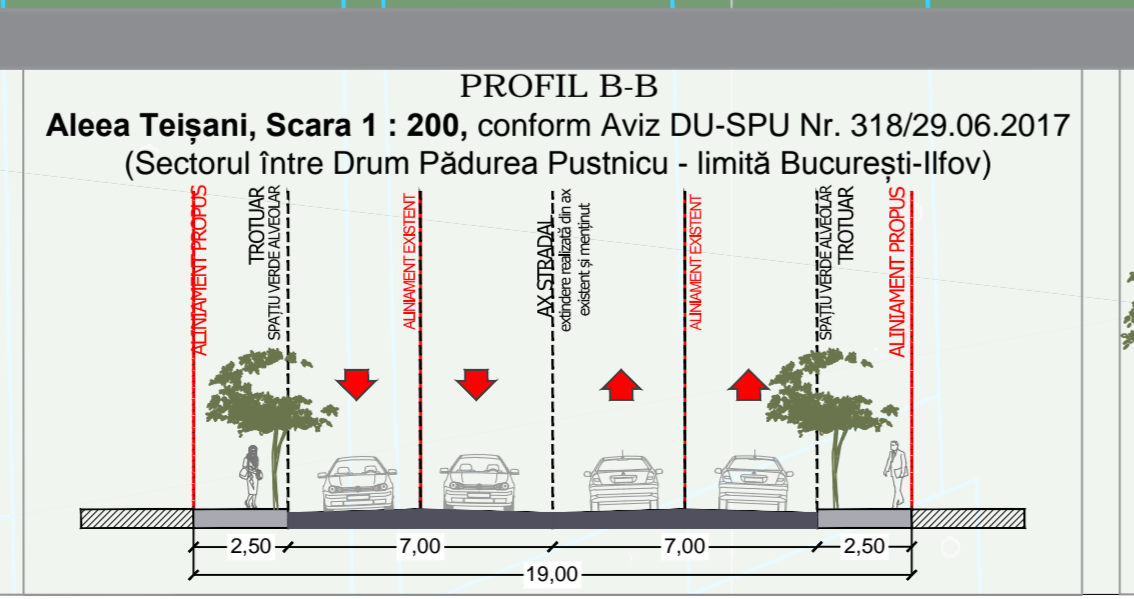 PROFIL B-B
Aleea Teișani, Scara 1 : 200, conform Aviz DU-SPU Nr. 318/29.06.2017
(Sectorul între Drum Pădurea Pustnicu - limită București-Ilfov)
ALINIAMENT PROPUS
TROTUAR
SPAȚIU VERDE ALVEOLAR
ALINIAMENT EXISTENT
AX STRADAL
extindere realizată din ax
existent și menținut
ALINIAMENT EXISTENT
SPAȚIU VERDE ALVEOLAR
TROTUAR
ALINIAMENT PROPUS
2,50
7,00
7,00
2,50
19,00